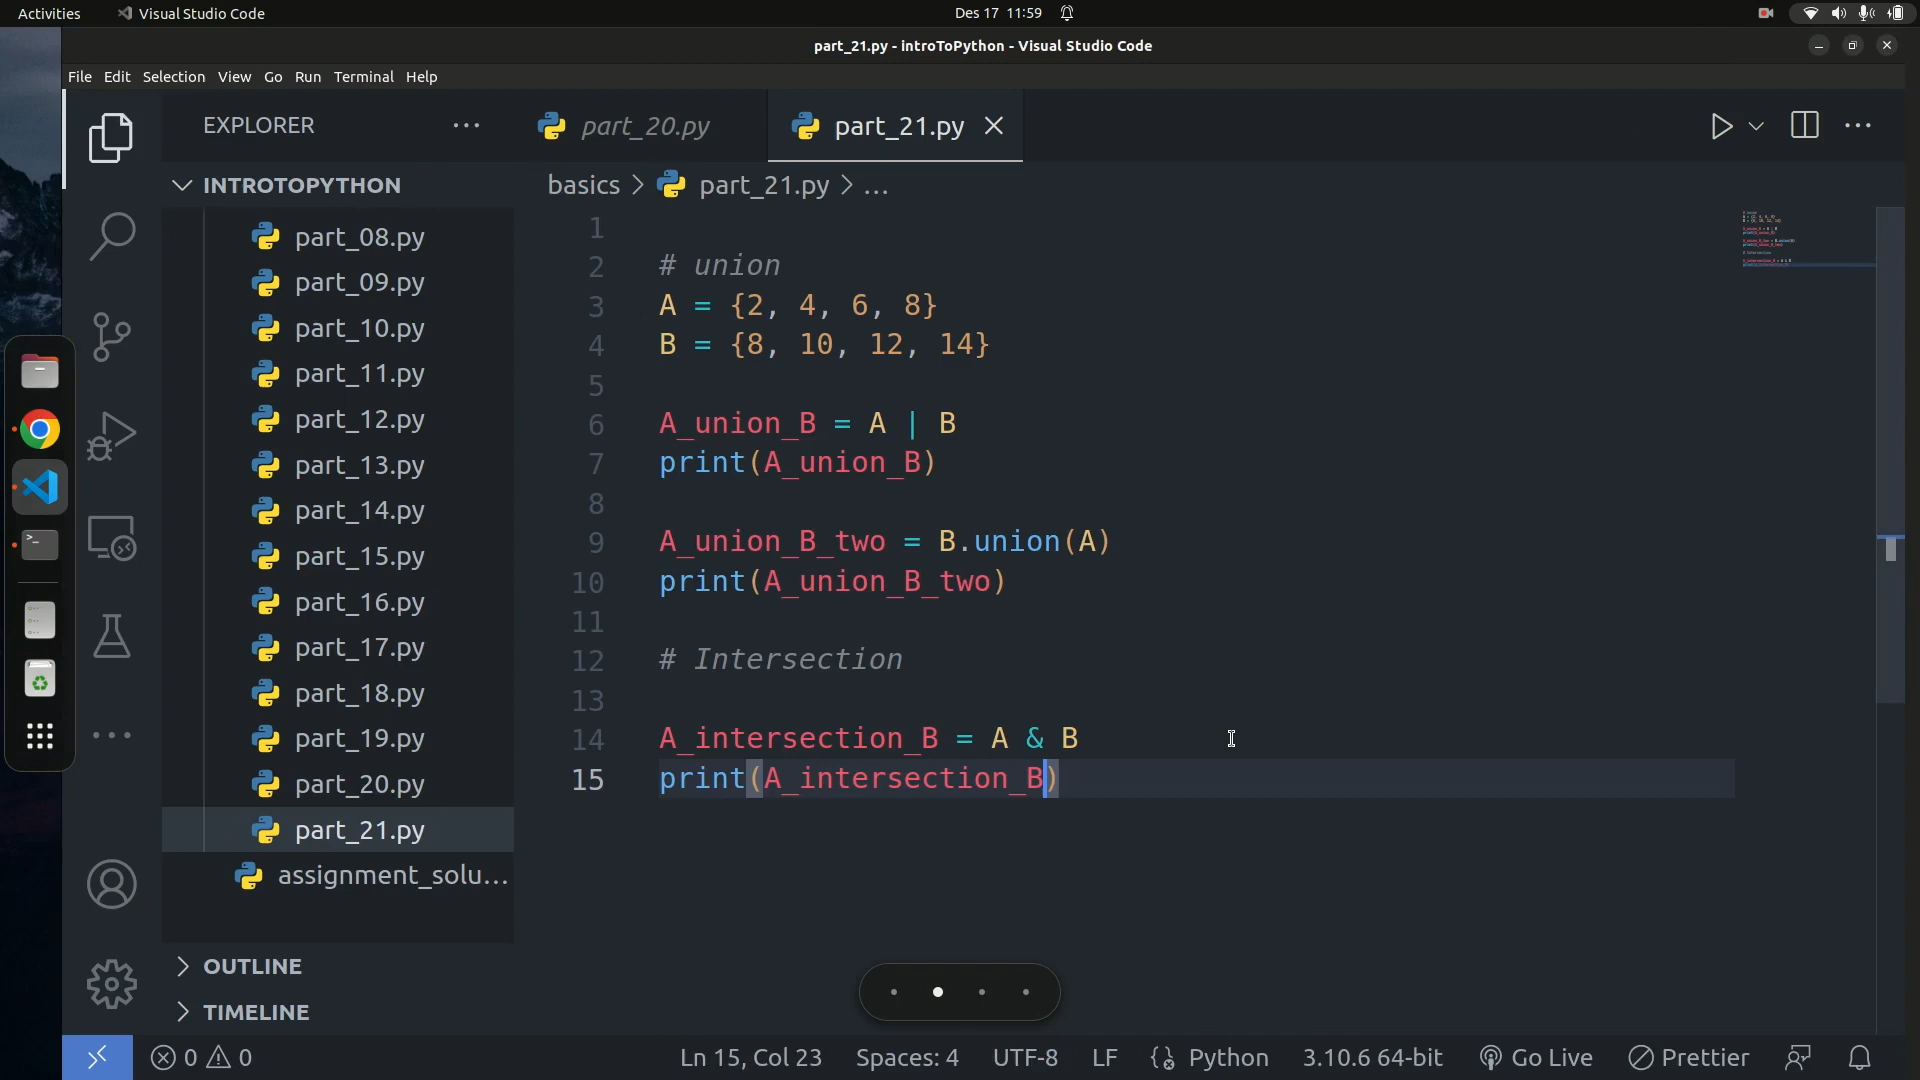 Activities
Visual Studio Code
Des 17 11:59
part_21.py - introToPython - Visual Studio Code
File Edit Selection View Go Run Terminal Help
EXPLORER
part_20.py
part_21.py
INTROTOPYTHON
basics > part_21.py > ...
part_08.py
part_09.py
part_10.py
part_11.py
part_12.py
part_13.py
part_14.py
part_15.py
part_16.py
part_17.py
part_18.py
part_19.py
part_20.py
part_21.py
assignment_solu...
OUTLINE
TIMELINE
1
2 # union
3 A = {2, 4, 6, 8}
4 B = {8, 10, 12, 14}
5
6 A_union_B = A | B
7 print(A_union_B)
8
9 A_union_B_two = B.union(A)
10 print(A_union_B_two)
11
12 # Intersection
13
14 A_intersection_B = A & B
15 print(A_intersection_B)
0 0
Ln 15, Col 23
Spaces: 4
UTF-8
LF
Python
3.10.6 64-bit
Go Live
Prettier